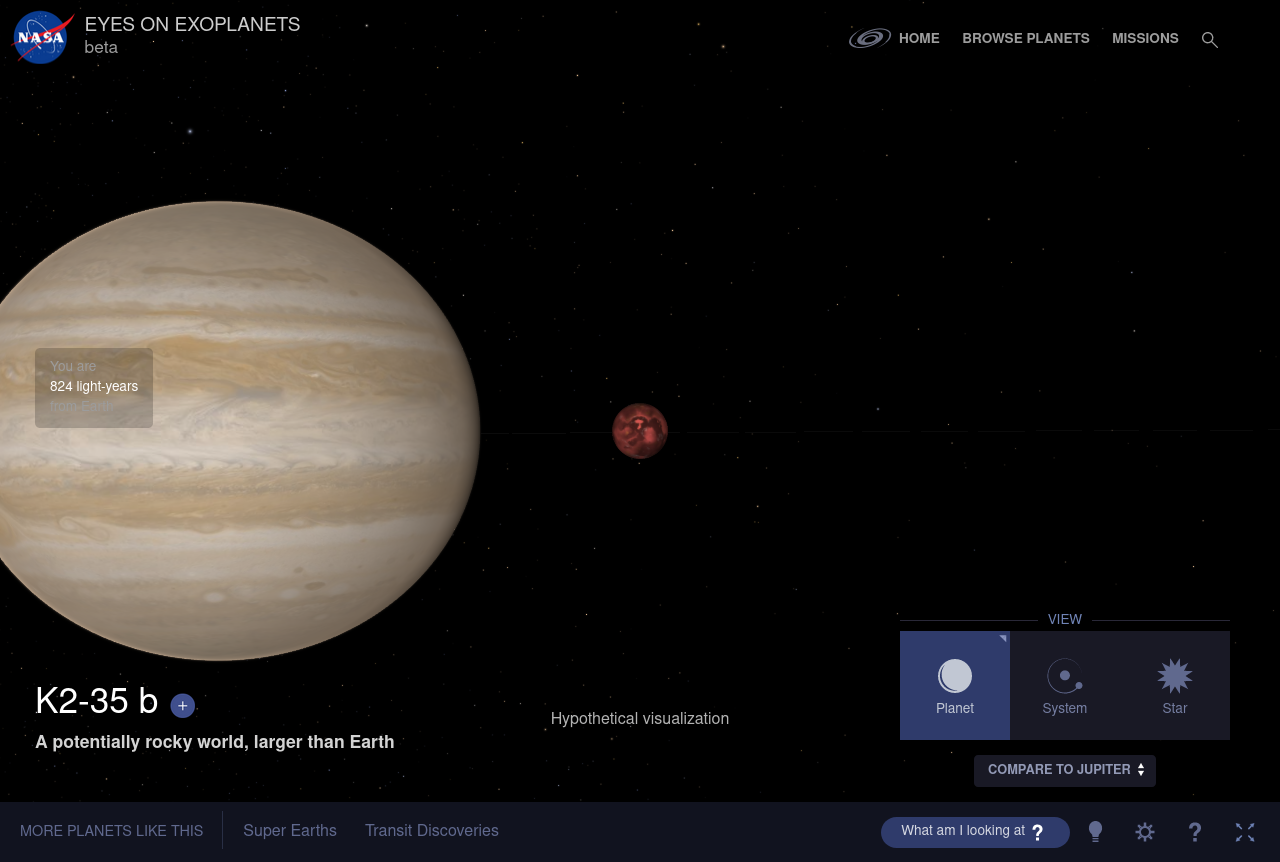 NASA
EYES ON EXOPLANETS
beta
HOME
BROWSE PLANETS
MISSIONS
You are
824 light-years
from Earth
K2-35 b +
A potentially rocky world, larger than Earth
Hypothetical visualization
VIEW
Planet
System
Star
COMPARE TO JUPITER
MORE PLANETS LIKE THIS
Super Earths
Transit Discoveries
What am I looking at ?
?